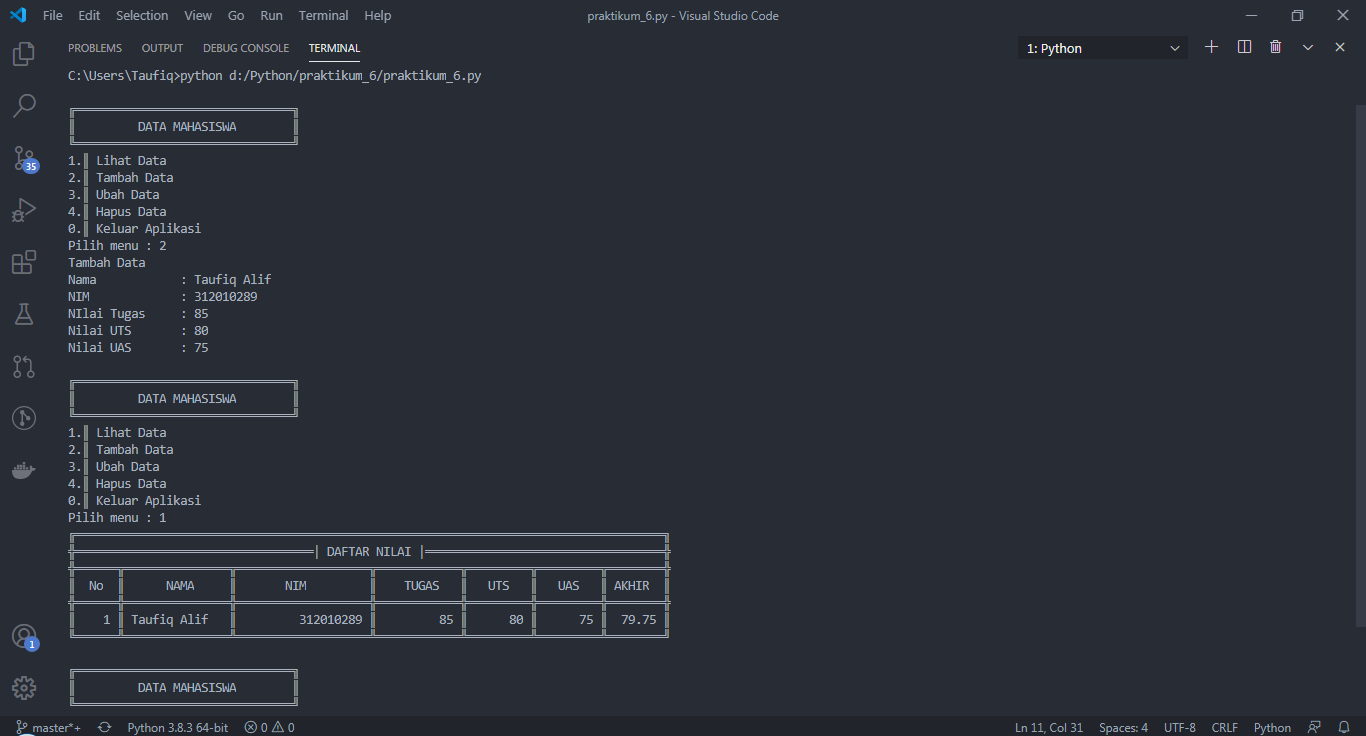 File Edit Selection View Go Run Terminal Help praktikum_6.py - Visual Studio Code
PROBLEMS OUTPUT DEBUG CONSOLE TERMINAL 1: Python
C:\Users\Taufiq>python d:/Python/praktikum_6/praktikum_6.py
DATA MAHASISWA
1.║ Lihat Data
2.║ Tambah Data
3.║ Ubah Data
4.║ Hapus Data
0.║ Keluar Aplikasi
Pilih menu : 2
Tambah Data
Nama : Taufiq Alif
NIM : 312010289
NIlai Tugas : 85
Nilai UTS : 80
Nilai UAS : 75
DATA MAHASISWA
1.║ Lihat Data
2.║ Tambah Data
3.║ Ubah Data
4.║ Hapus Data
0.║ Keluar Aplikasi
Pilih menu : 1
| DAFTAR NILAI |
No NAMA NIM TUGAS UTS UAS AKHIR
1 Taufiq Alif 312010289 85 80 75 79.75
DATA MAHASISWA
35
1
master*+ Python 3.8.3 64-bit 0 0 Ln 11, Col 31 Spaces: 4 UTF-8 CRLF Python